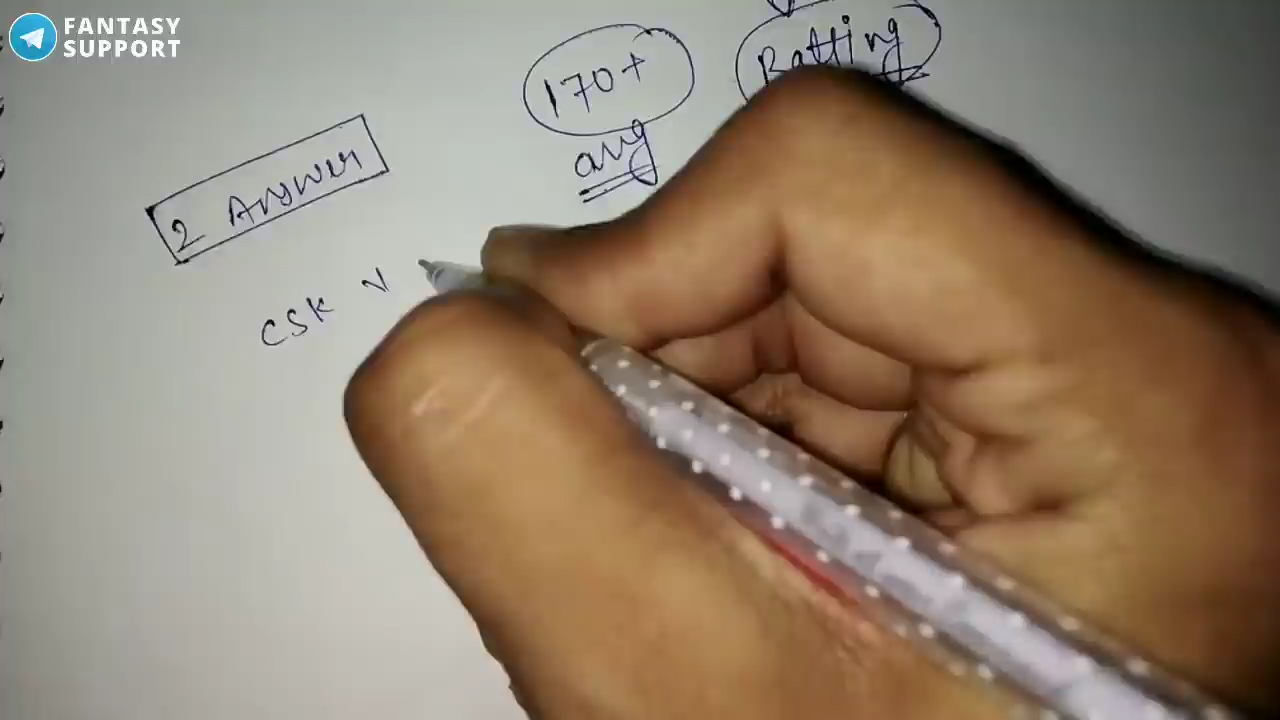 FANTASY
SUPPORT
170+
Batting
avg
2 Answer
CSK v